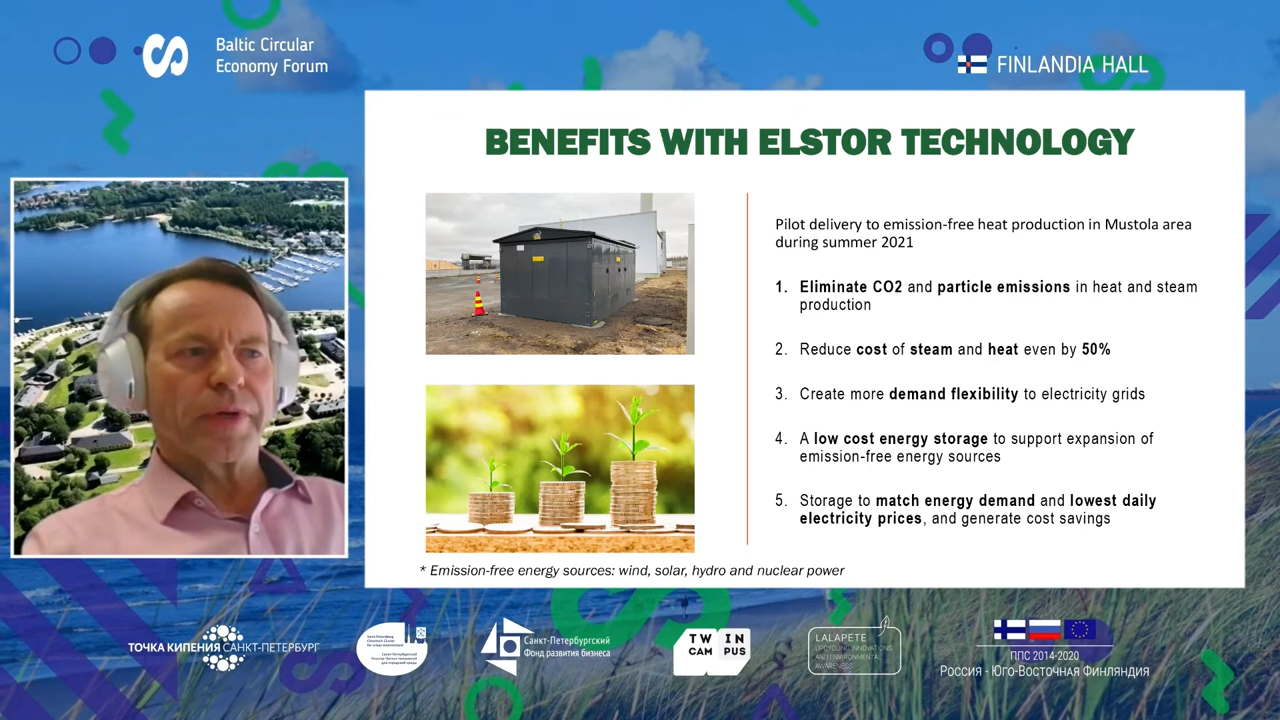 Baltic Circular
Economy Forum
FINLANDIA HALL
BENEFITS WITH ELSTOR TECHNOLOGY
Pilot delivery to emission-free heat production in Mustola area
during summer 2021
1. Eliminate CO2 and particle emissions in heat and steam
production
2. Reduce cost of steam and heat even by 50%
3. Create more demand flexibility to electricity grids
4. A low cost energy storage to support expansion of
emission-free energy sources
5. Storage to match energy demand and lowest daily
electricity prices, and generate cost savings
* Emission-free energy sources: wind, solar, hydro and nuclear power
ТОЧКА КИПЕНИЯ САНКТ-ПЕТЕРБУРГ
Санкт-Петербургский
Фонд развития бизнеса
TW IN
CAM PUS
LALAPETE
UPCYCLING, INNOVATIONS
AND ENVIRONMENTAL
AWARENESS
ППС 2014-2020
Россия - Юго-Восточная Финляндия